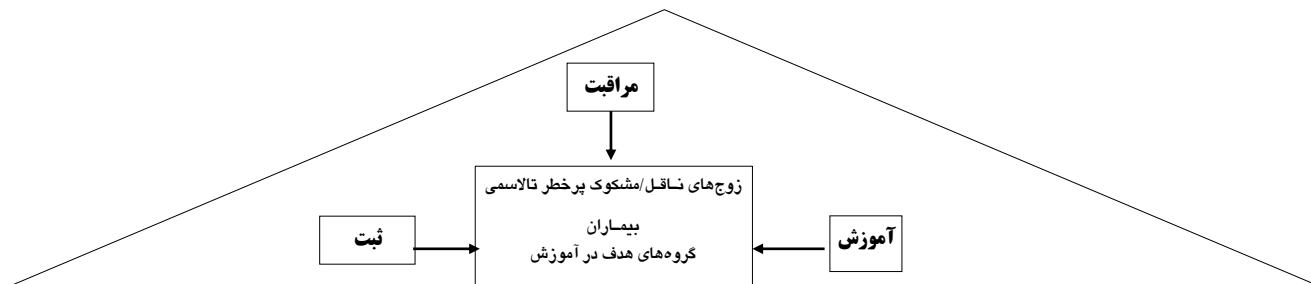 مراقبت
زوج‌های ناقل/مشکوک پرخطر تالاسمی
بیماران
گروه‌های هدف در آموزش
آموزش
ثبت